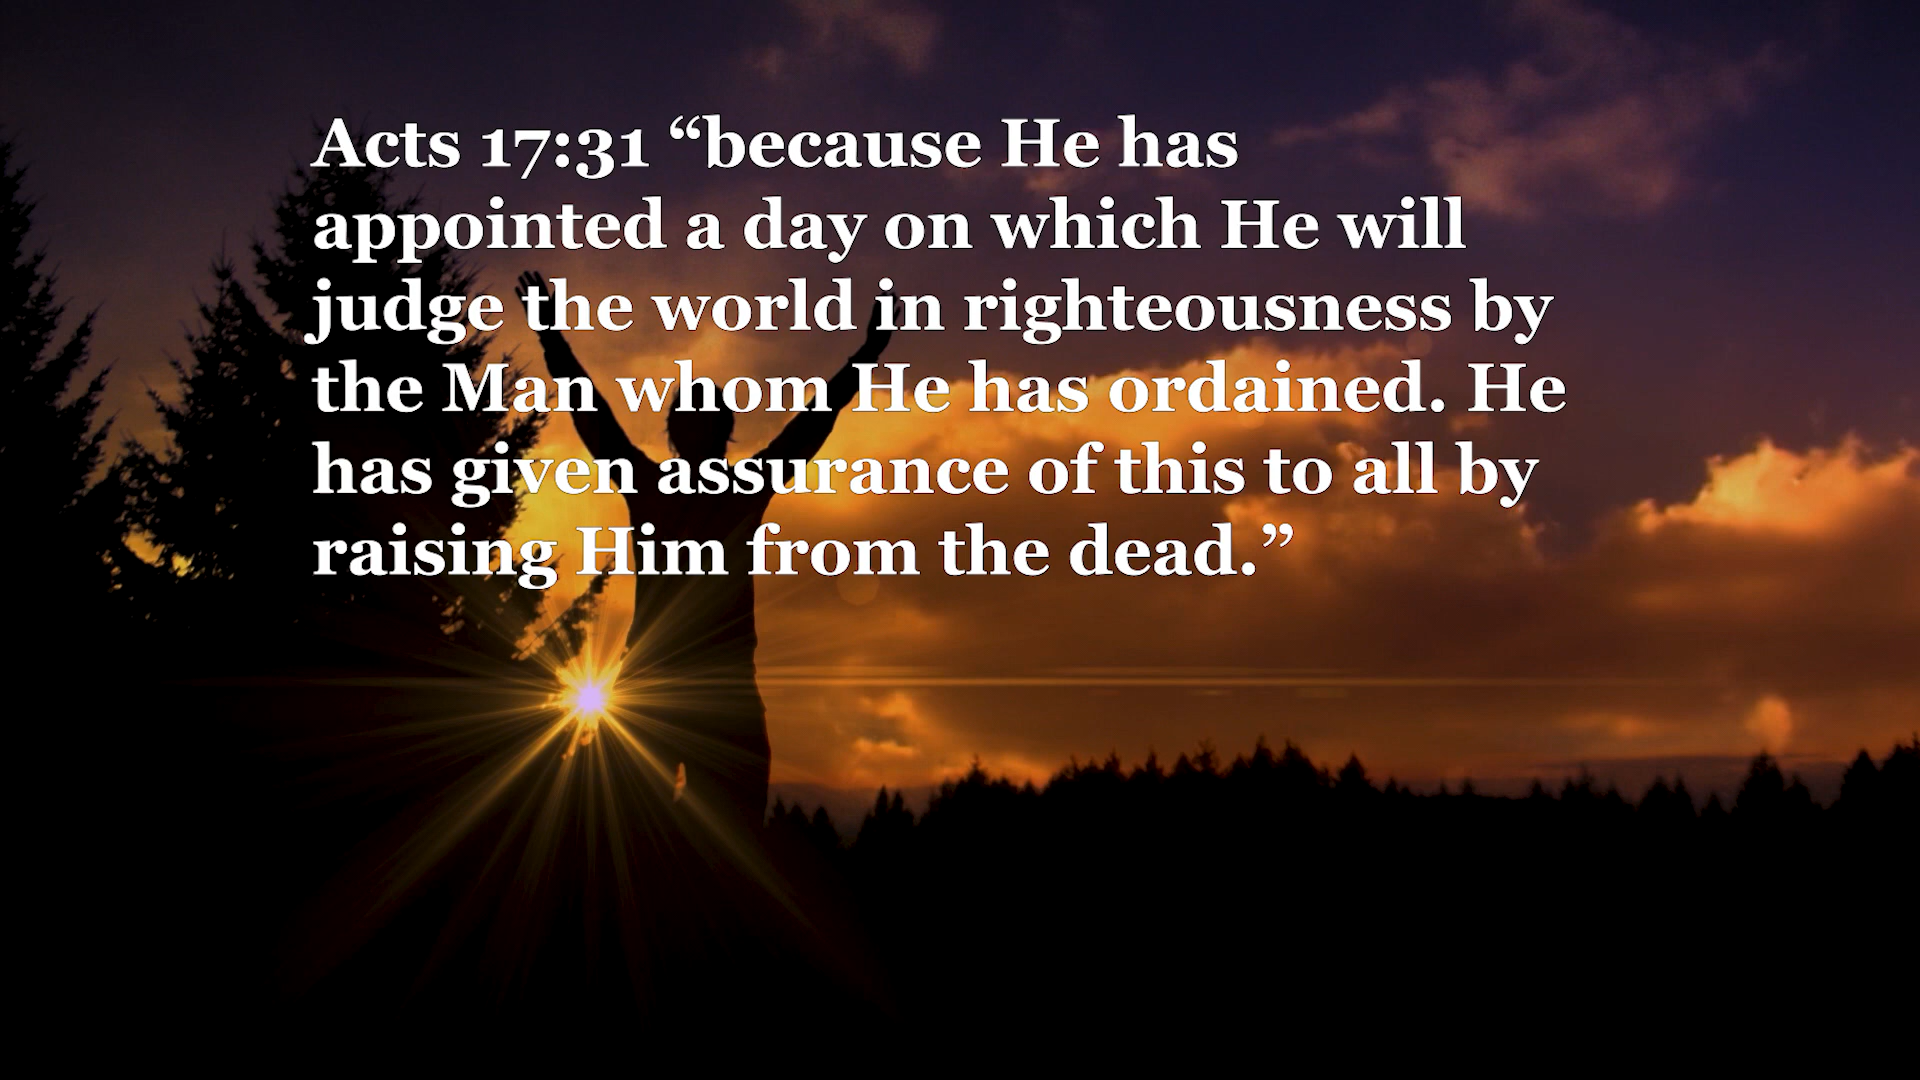 Acts 17:31 “because He has
appointed a day on which He will
judge the world in righteousness by
the Man whom He has ordained. He
has given assurance of this to all by
raising Him from the dead.”